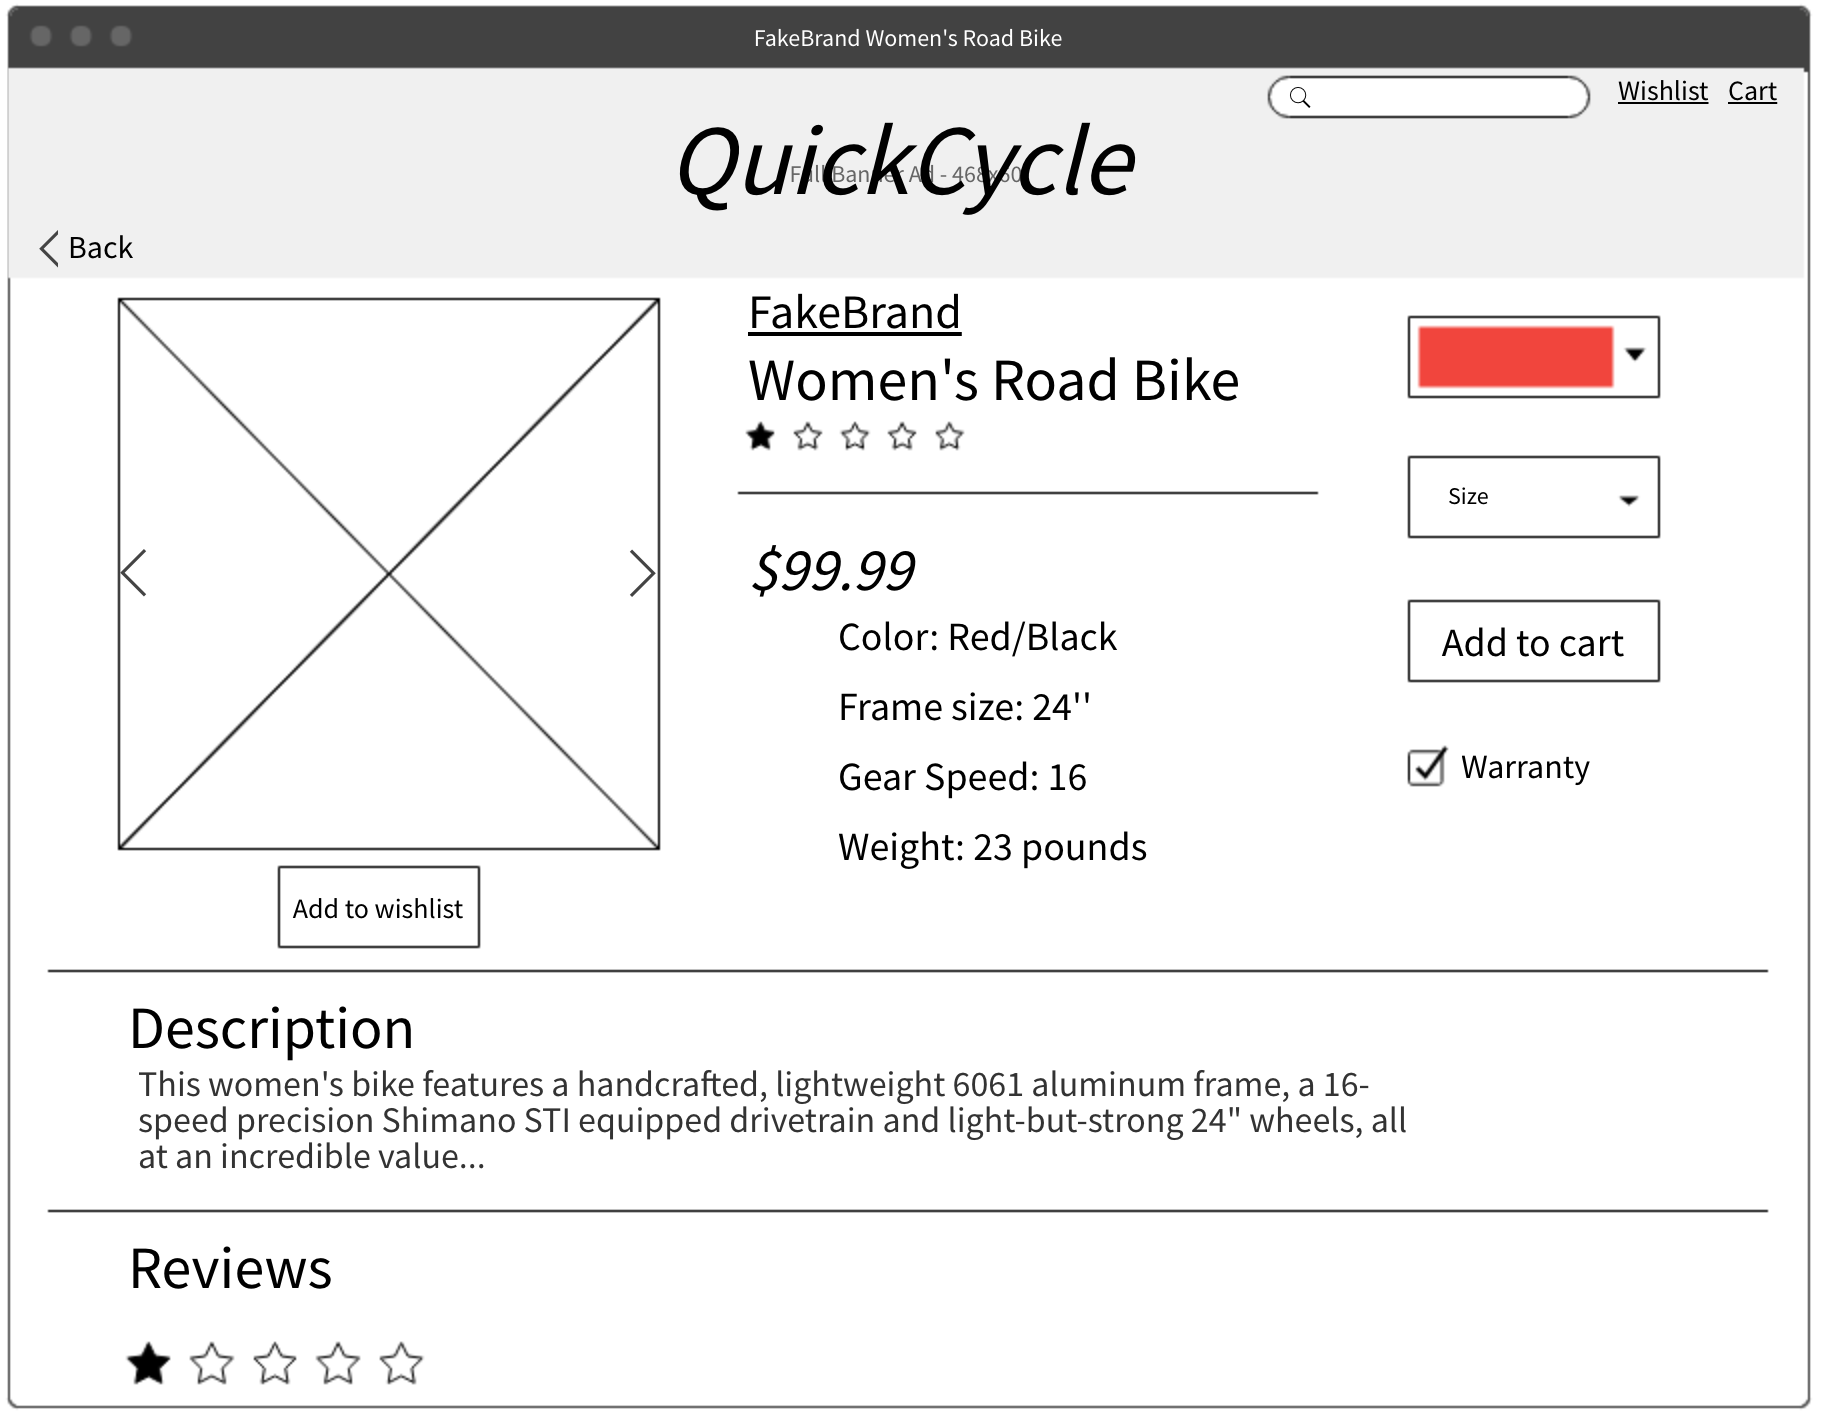 FakeBrand Women's Road Bike
Wishlist Cart
QuickCycle
Full Banner Ad - 468x60
Back
FakeBrand
Women's Road Bike
$99.99
Color: Red/Black
Frame size: 24''
Gear Speed: 16
Weight: 23 pounds
Size
Add to cart
Warranty
Add to wishlist
Description
This women's bike features a handcrafted, lightweight 6061 aluminum frame, a 16-
speed precision Shimano STI equipped drivetrain and light-but-strong 24" wheels, all
at an incredible value...
Reviews